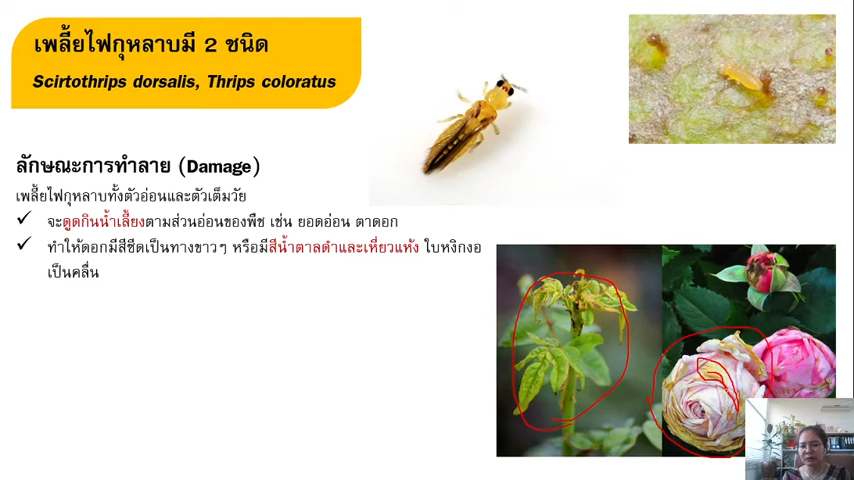 เพลี้ยไฟกุหลาบมี 2 ชนิด
Scirtothrips dorsalis, Thrips coloratus
ลักษณะการทำลาย (Damage)
เพลี้ยไฟกุหลาบทั้งตัวอ่อนและตัวเต็มวัย
✓ จะดูดกินน้ำเลี้ยงตามส่วนอ่อนของพืช เช่น ยอดอ่อน ตาดอก
✓ ทำให้ดอกมีสีซีดเป็นทางขาวๆ หรือมีสีน้ำตาลดำและเหี่ยวแห้ง ใบหงิกงอ
เป็นคลื่น